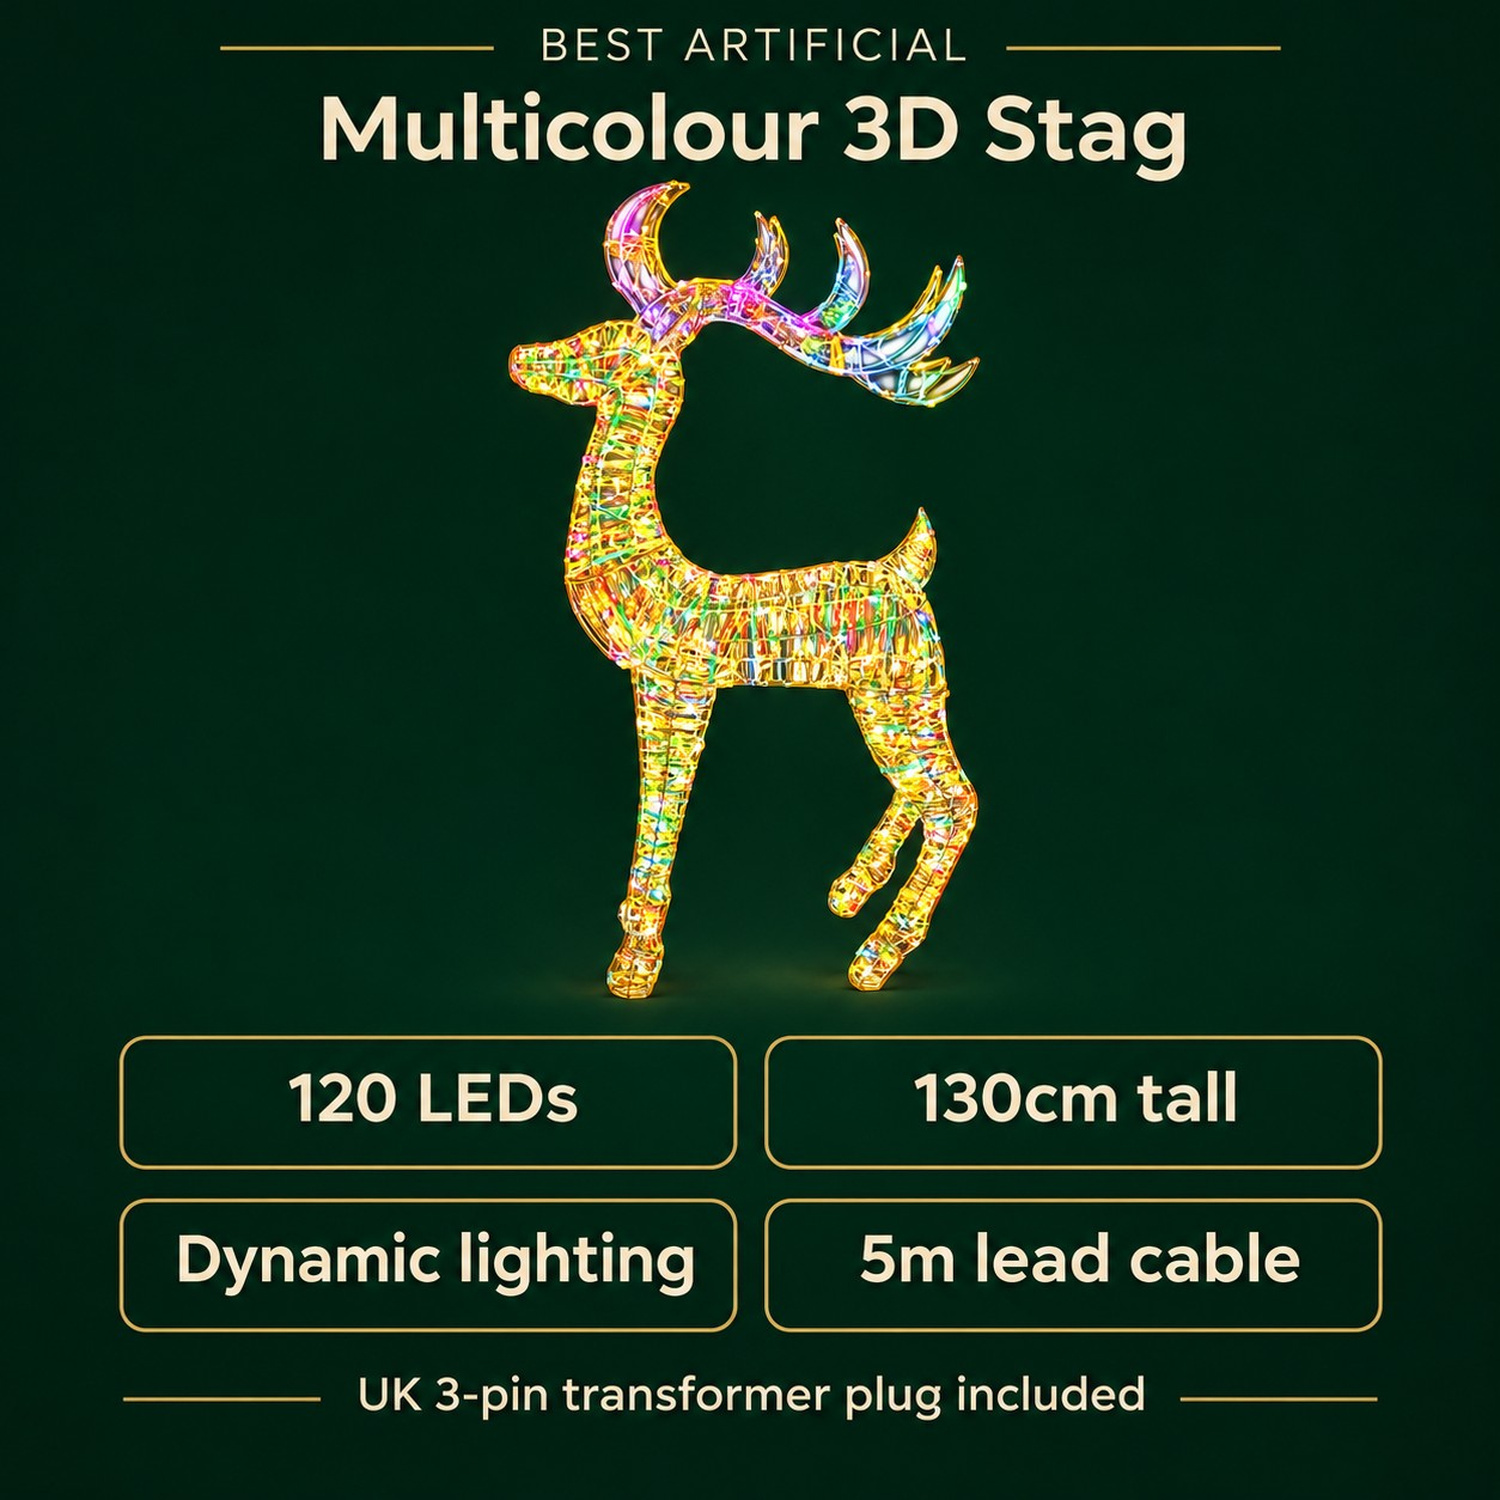 BEST ARTIFICIAL
Multicolour 3D Stag
120 LEDs
130cm tall
Dynamic lighting
5m lead cable
UK 3-pin transformer plug included